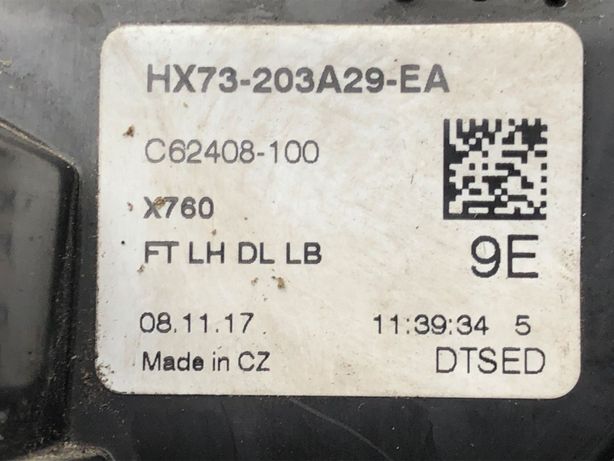 HX73-203A29-EA
C62408-100
X760
FT LH DL LB
9E
08.11.17 11:39:34 5
Made in CZ DTSED